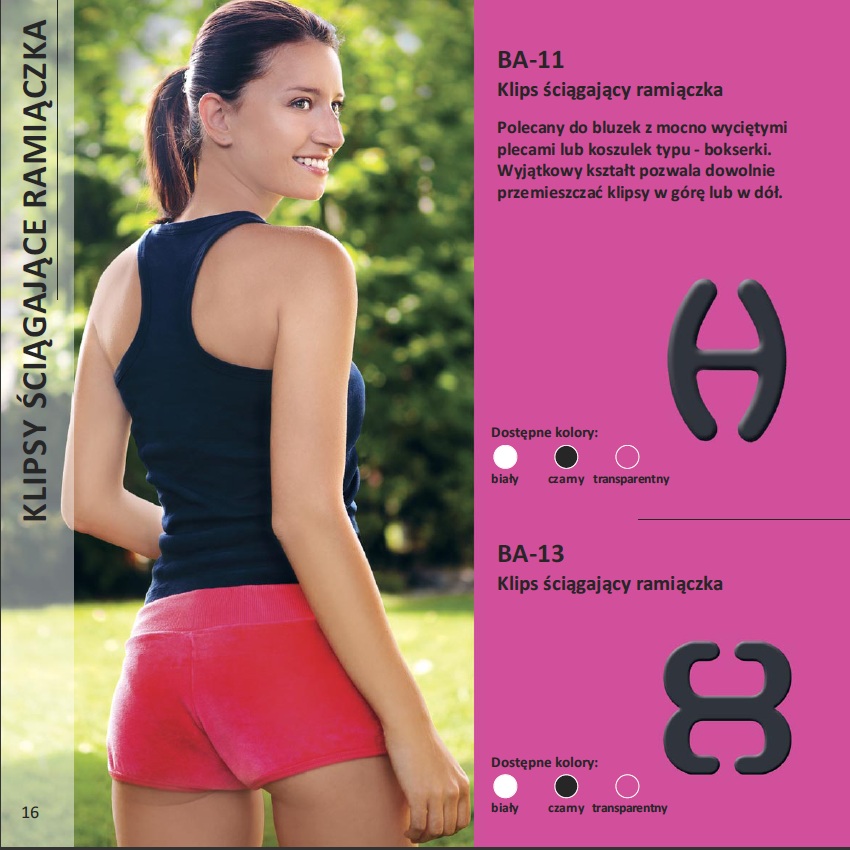 KLIPSY ŚCIĄGAJĄCE RAMIĄCZKA
BA-11
Klips ściągający ramiączka
Polecany do bluzek z mocno wyciętymi
plecami lub koszulek typu - bokserki.
Wyjątkowy kształt pozwala dowolnie
przemieszczać klipsy w górę lub w dół.
Dostępne kolory:
biały czarny transparentny
BA-13
Klips ściągający ramiączka
Dostępne kolory:
biały czarny transparentny
16